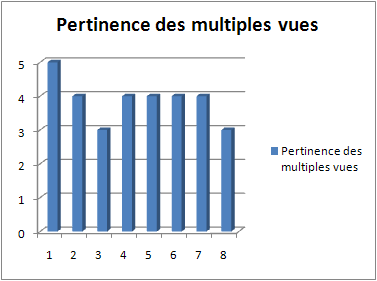 Pertinence des multiples vues
5
4
3
2
1
0
1 2 3 4 5 6 7 8
Pertinence des
multiples vues